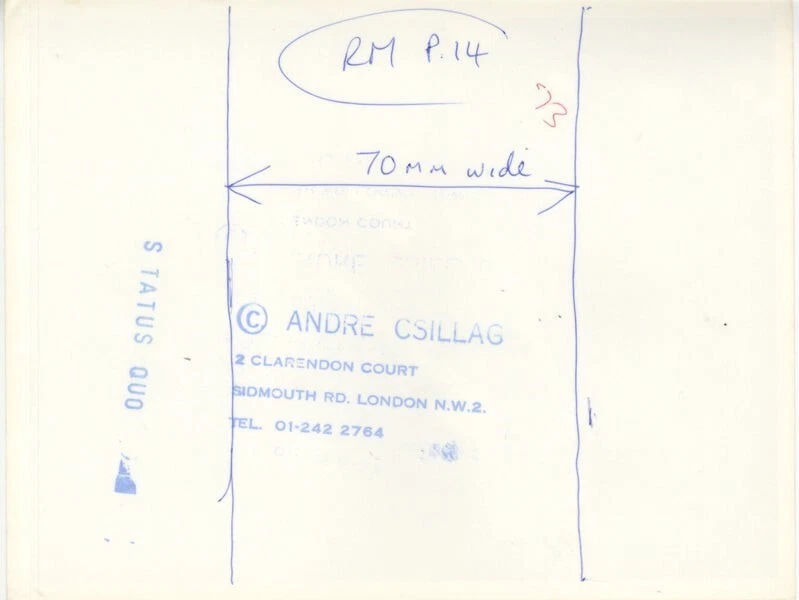 RM P.14
70mm wide
© ANDRE CSILLAG
2 CLARENDON COURT
SIDMOUTH RD. LONDON N.W.2.
TEL. 01-242 2764
STATUS QUO